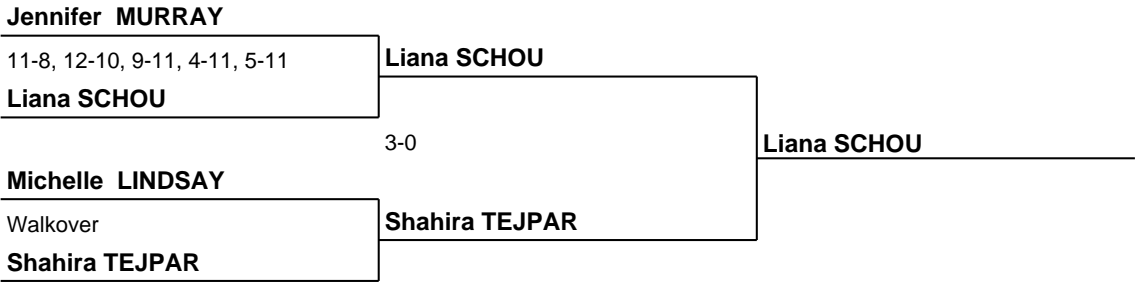 Jennifer  MURRAY
11-8, 12-10, 9-11, 4-11, 5-11
Liana SCHOU
Liana SCHOU
3-0
Liana SCHOU
Michelle  LINDSAY
Walkover
Shahira TEJPAR
Shahira TEJPAR